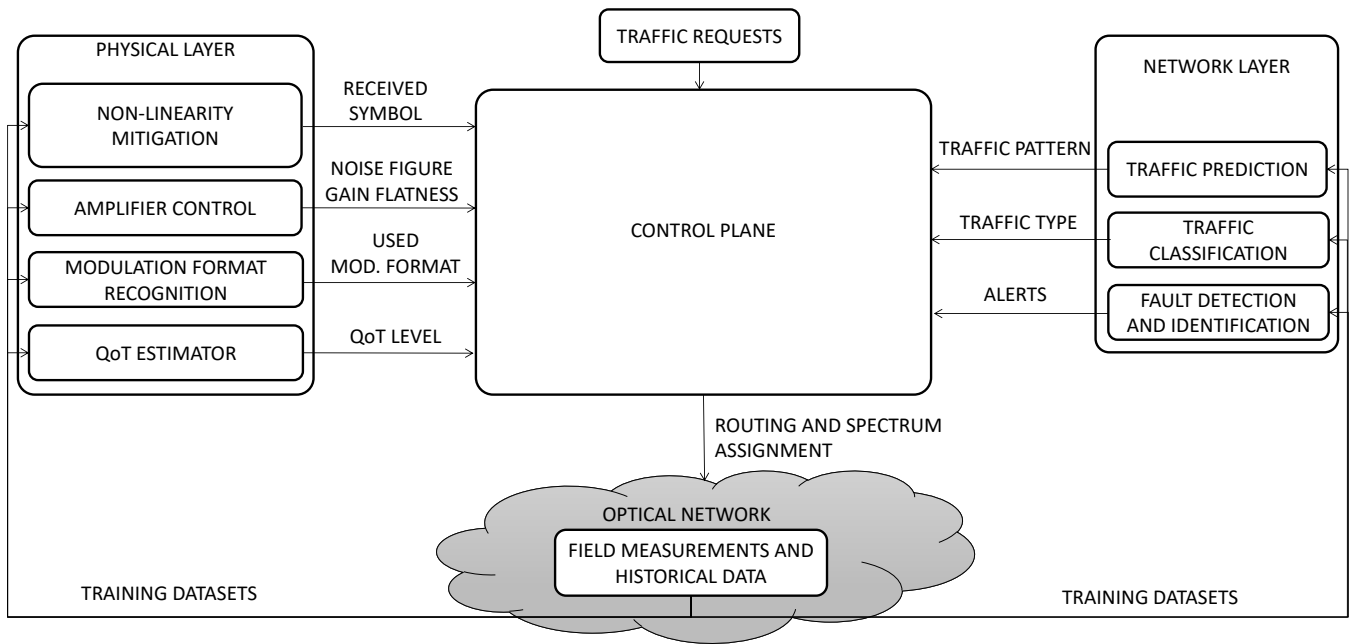 TRAFFIC REQUESTS
PHYSICAL LAYER
NON-LINEARITY
MITIGATION
AMPLIFIER CONTROL
MODULATION FORMAT
RECOGNITION
QoT ESTIMATOR
RECEIVED
SYMBOL
NOISE FIGURE
GAIN FLATNESS
USED
MOD. FORMAT
QoT LEVEL
CONTROL PLANE
TRAFFIC PATTERN
TRAFFIC TYPE
ALERTS
NETWORK LAYER
TRAFFIC PREDICTION
TRAFFIC
CLASSIFICATION
FAULT DETECTION
AND IDENTIFICATION
ROUTING AND SPECTRUM
ASSIGNMENT
OPTICAL NETWORK
FIELD MEASUREMENTS AND
HISTORICAL DATA
TRAINING DATASETS
TRAINING DATASETS